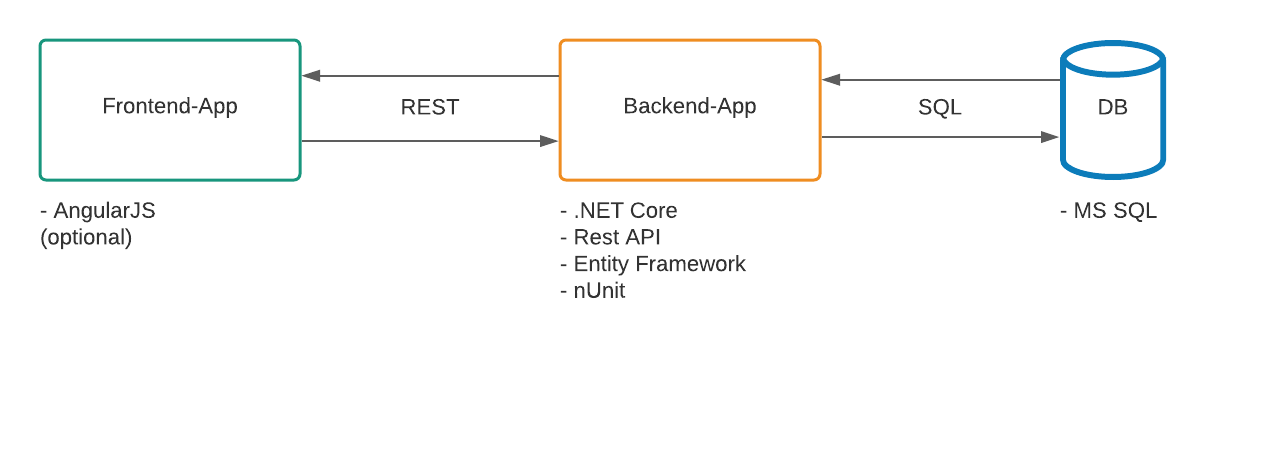 Frontend-App
REST
Backend-App
SQL
DB
- AngularJS
(optional)
- .NET Core
- Rest API
- Entity Framework
- nUnit
- MS SQL